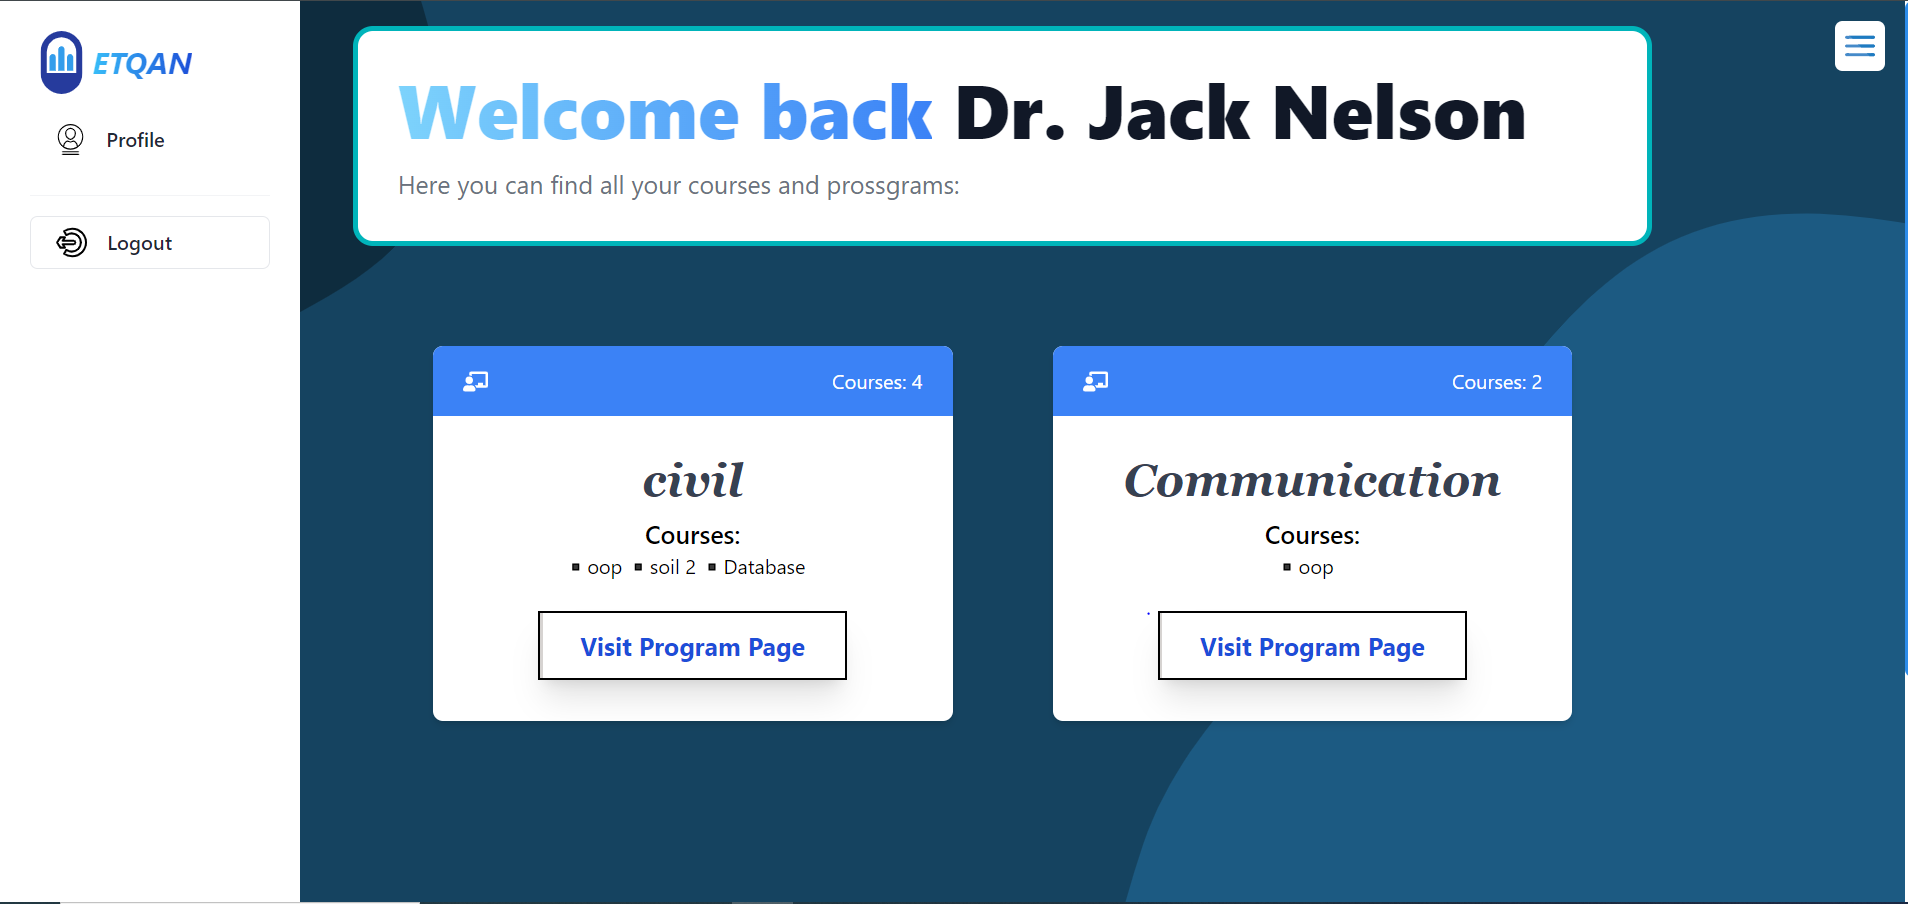 ETQAN
Profile
Logout
Welcome back Dr. Jack Nelson
Here you can find all your courses and prossgrams:
Courses: 4
civil
Courses:
▪ oop ▪ soil 2 ▪ Database
Visit Program Page
Courses: 2
Communication
Courses:
▪ oop
Visit Program Page